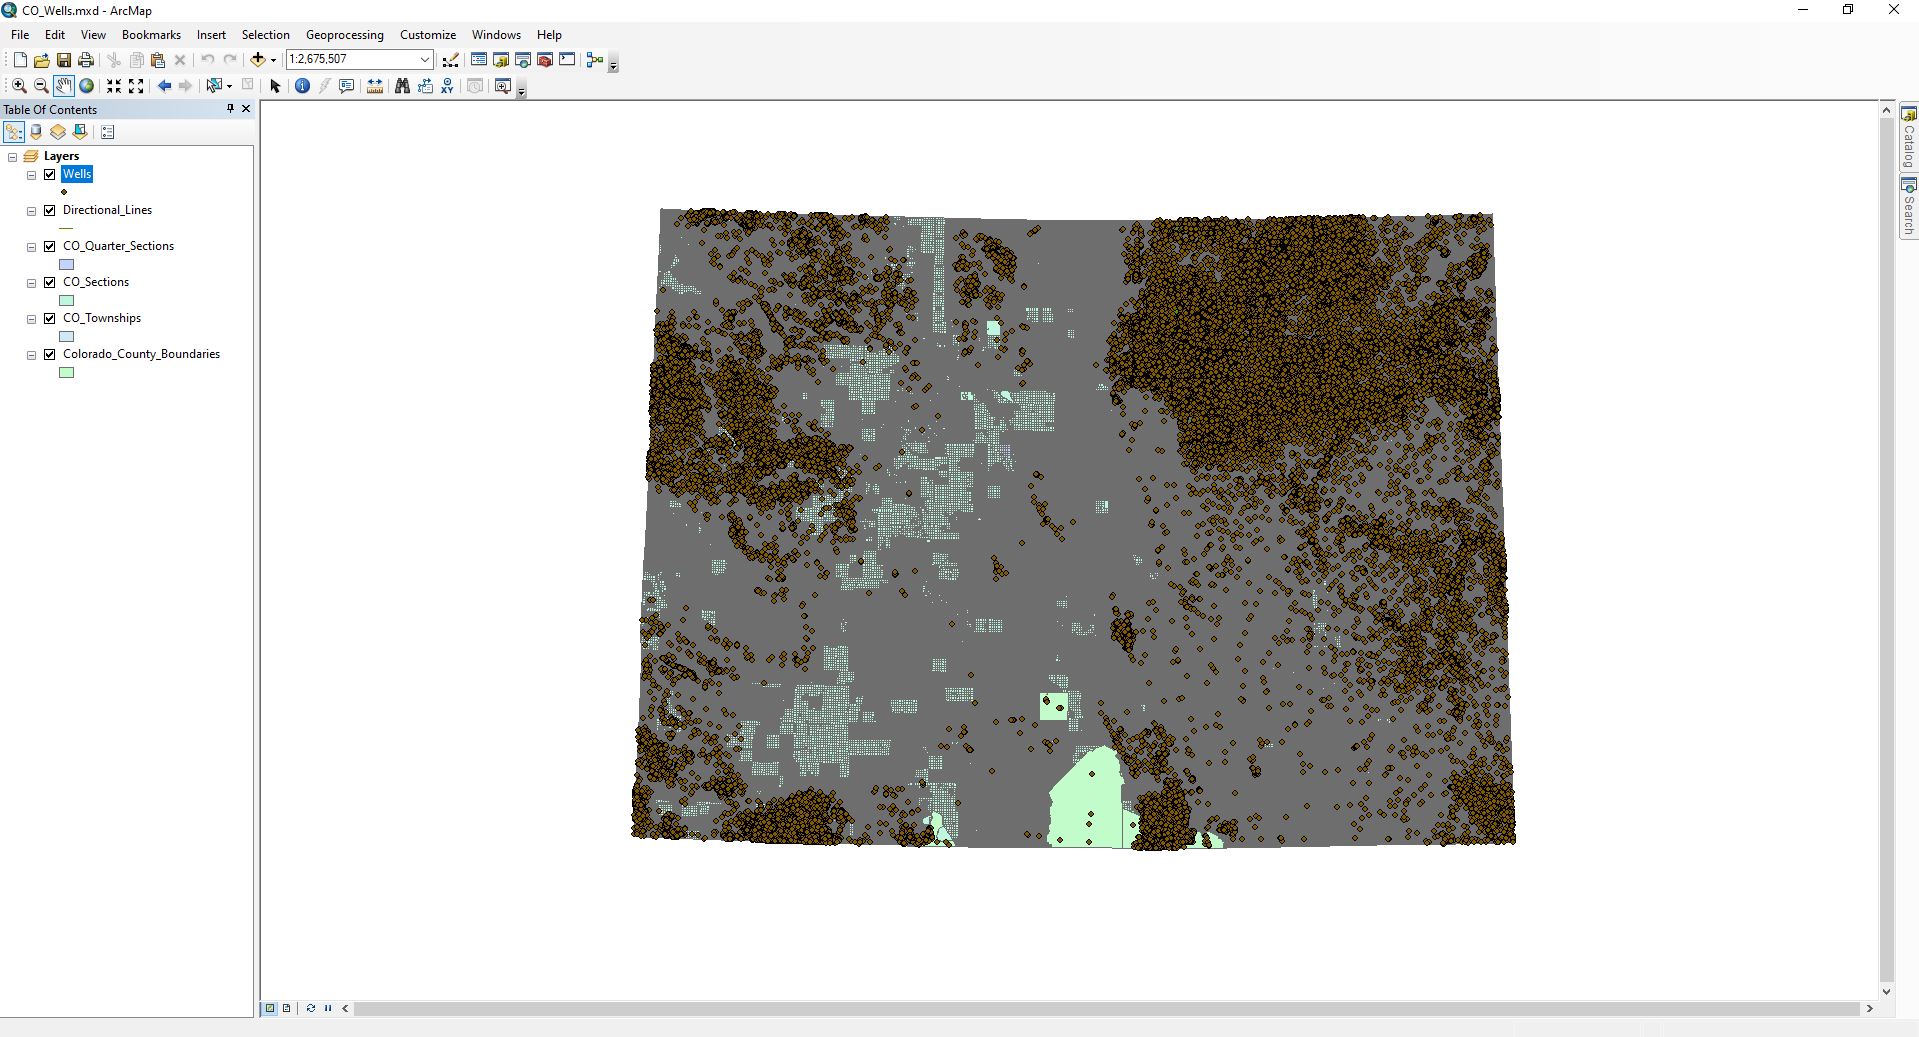 CO_Wells.mxd - ArcMap
File Edit View Bookmarks Insert Selection Geoprocessing Customize Windows Help
1:2,675,507
XY
Table Of Contents
Layers
Wells
Directional_Lines
CO_Quarter_Sections
CO_Sections
CO_Townships
Colorado_County_Boundaries
Catalog
Search